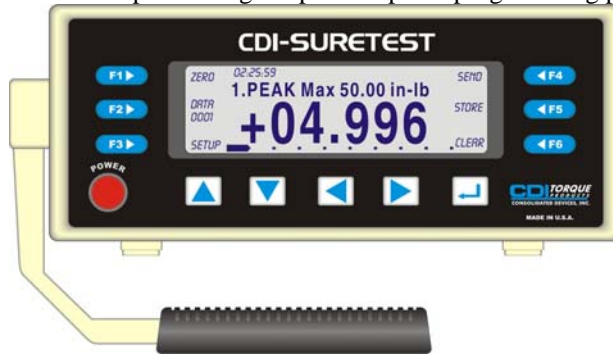 CDI-SURETEST
F1
F2
F3
ZERO
02:25:59
SEND
1.PEAK Max 50.00 in-lb
DATA
0001
+04.996
STORE
SETUP
CLEAR
F4
F5
F6
POWER
CDI TORQUE
PRODUCTS
CONSOLIDATED DEVICES, INC.
MADE IN U.S.A.